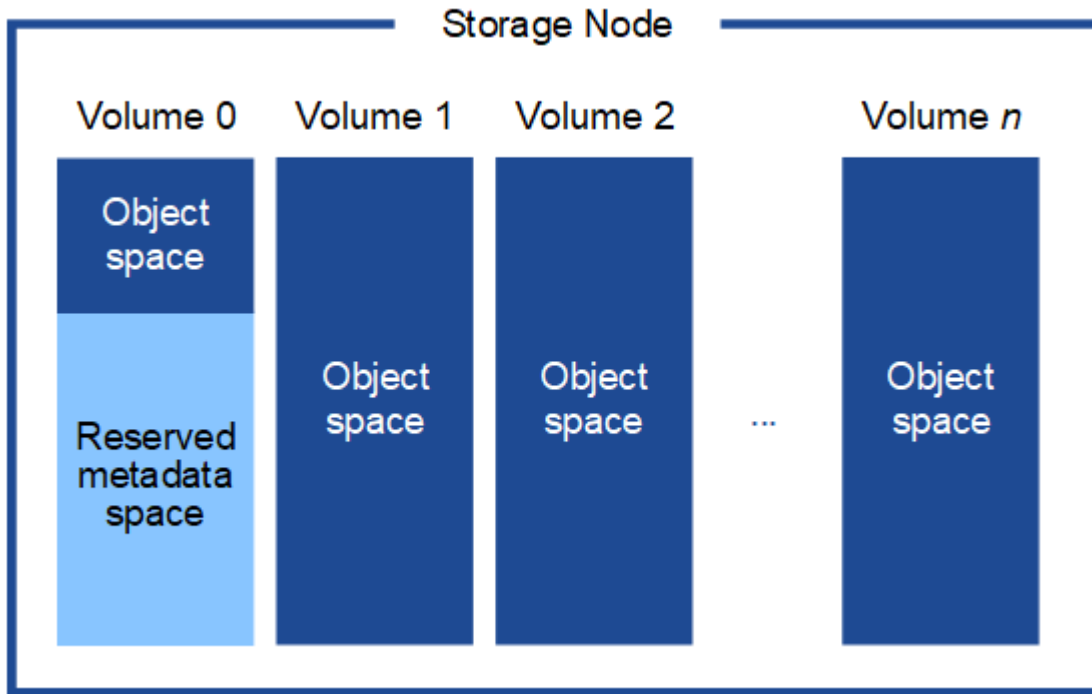 Storage Node
Volume 0
Volume 1
Volume 2
Volume n
Object
space
Reserved
metadata
space
Object
space
Object
space
...
Object
space